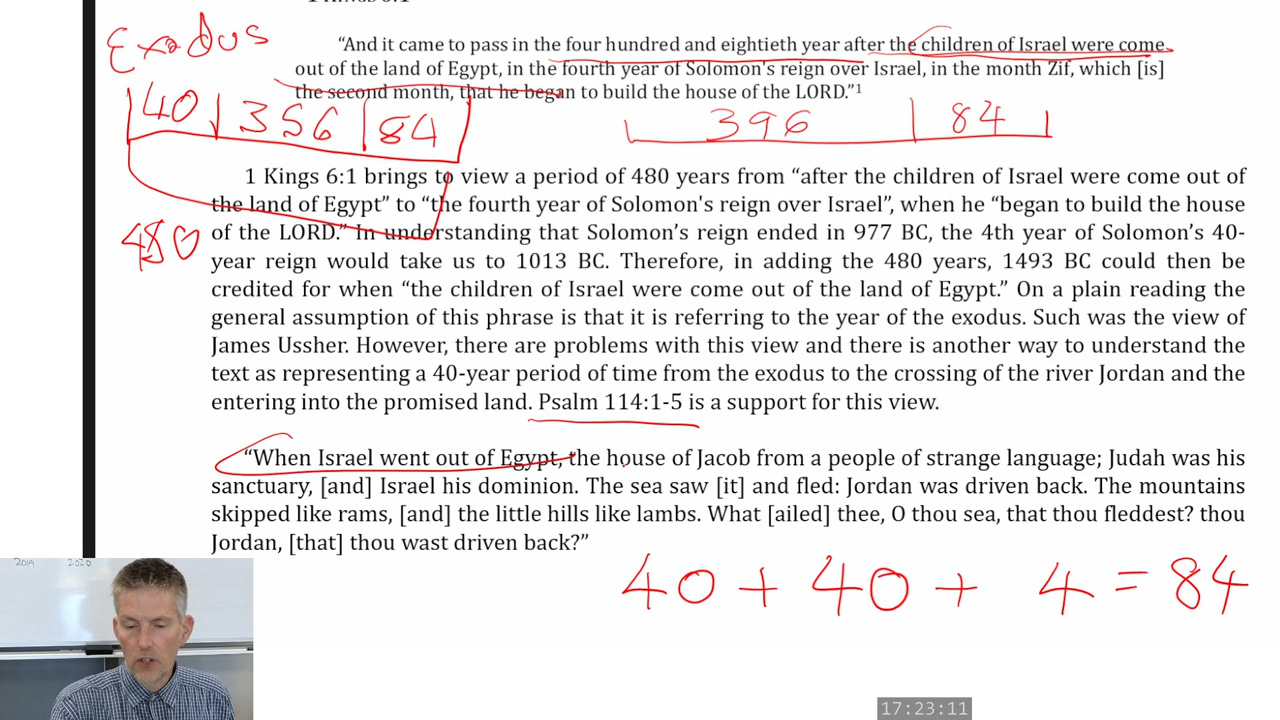 Exodus
“And it came to pass in the four hundred and eightieth year after the children of Israel were come
out of the land of Egypt, in the fourth year of Solomon's reign over Israel, in the month Zif, which [is]
the second month, that he began to build the house of the LORD.”1
40 356 84
396 84
1 Kings 6:1 brings to view a period of 480 years from “after the children of Israel were come out of
the land of Egypt” to “the fourth year of Solomon's reign over Israel”, when he “began to build the house
480
of the LORD.” In understanding that Solomon’s reign ended in 977 BC, the 4th year of Solomon’s 40-
year reign would take us to 1013 BC. Therefore, in adding the 480 years, 1493 BC could then be
credited for when “the children of Israel were come out of the land of Egypt.” On a plain reading the
general assumption of this phrase is that it is referring to the year of the exodus. Such was the view of
James Ussher. However, there are problems with this view and there is another way to understand the
text as representing a 40-year period of time from the exodus to the crossing of the river Jordan and the
entering into the promised land. Psalm 114:1-5 is a support for this view.
“When Israel went out of Egypt, the house of Jacob from a people of strange language; Judah was his
sanctuary, [and] Israel his dominion. The sea saw [it] and fled: Jordan was driven back. The mountains
skipped like rams, [and] the little hills like lambs. What [ailed] thee, O thou sea, that thou fleddest? thou
Jordan, [that] thou wast driven back?”
2019 2020
40 + 40 + 4 = 84
17:23:11